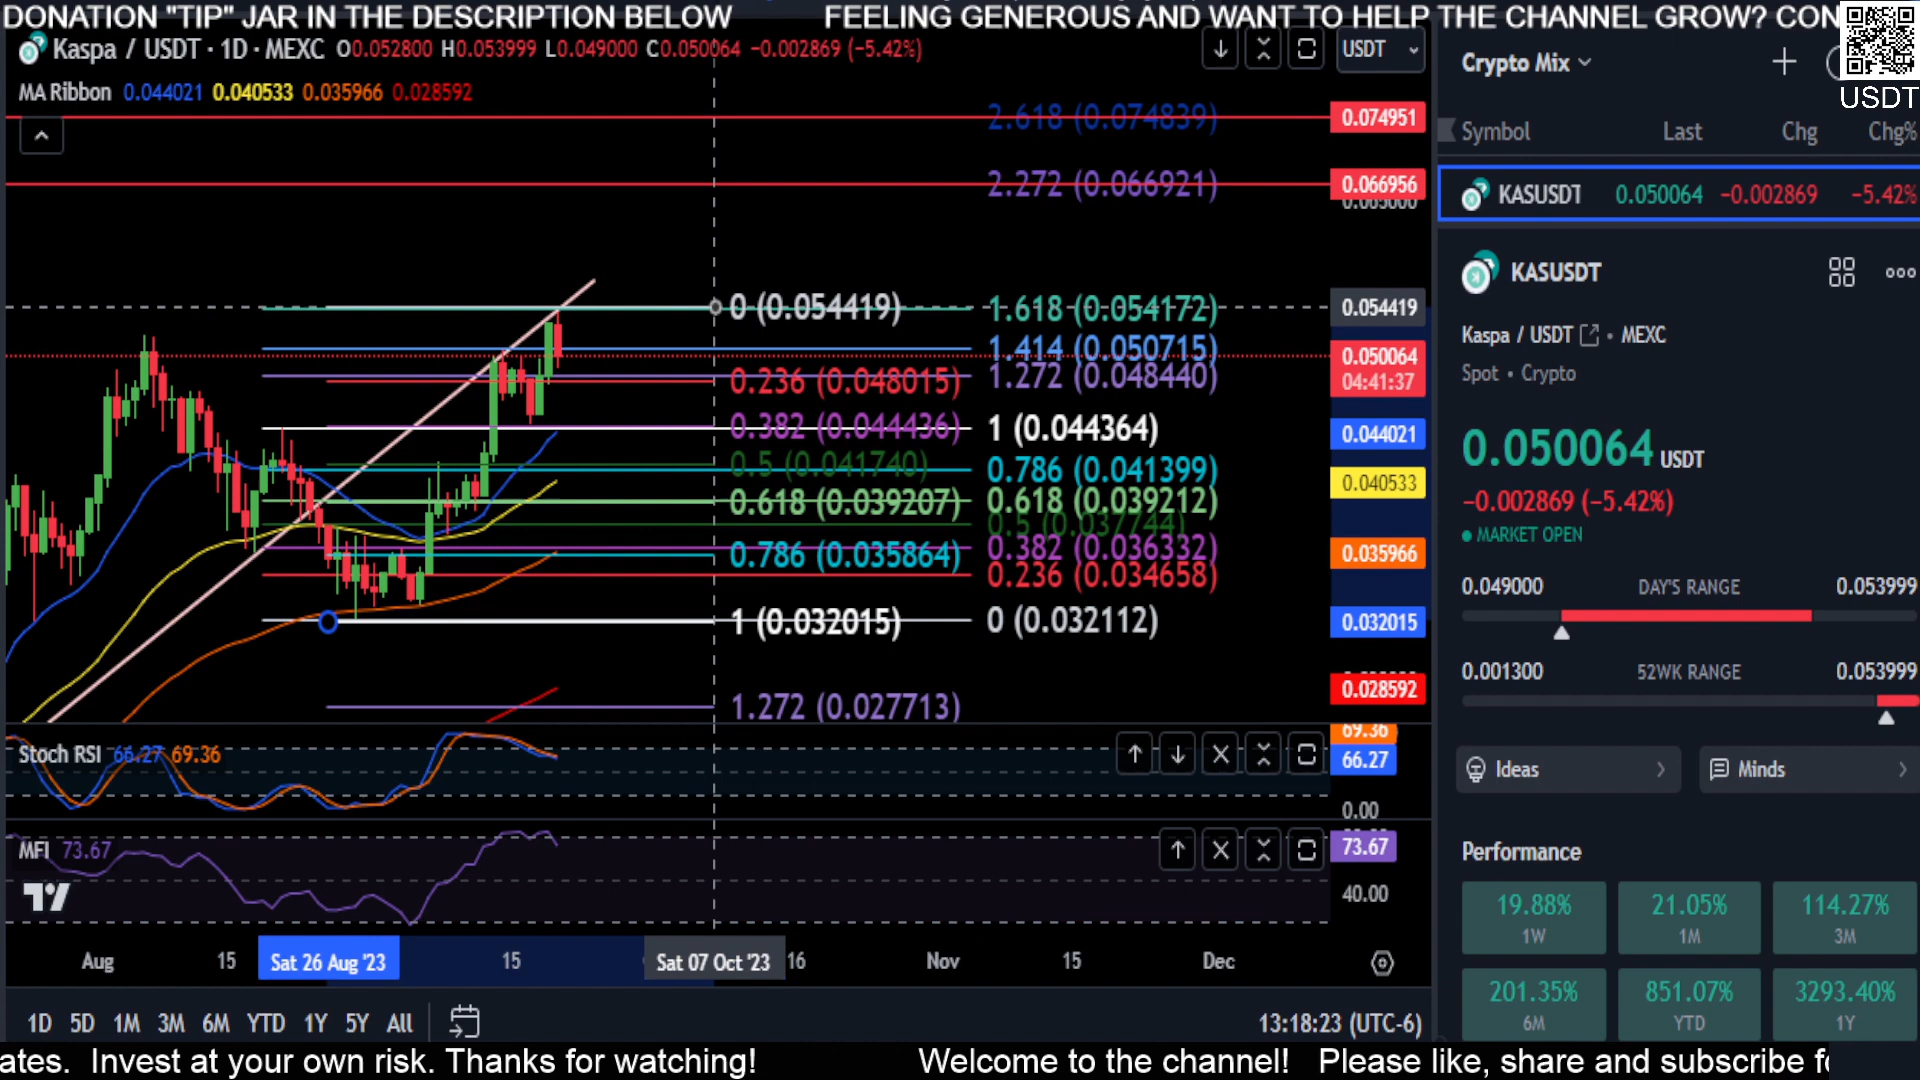 DONATION "TIP" JAR IN THE DESCRIPTION BELOW FEELING GENEROUS AND WANT TO HELP THE CHANNEL GROW? CON
Kaspa / USDT · 1D · MEXC O0.052800 H0.053999 L0.049000 C0.050064 −0.002869 (−5.42%)
USDT
MA Ribbon 0.044021 0.040533 0.035966 0.028592
2.618 (0.074839)
0.074951
2.272 (0.066921)
0.066956
0.065000
0 (0.054419)
1.618 (0.054172)
0.054419
1.414 (0.050715)
0.050064
04:41:37
0.236 (0.048015)
1.272 (0.048440)
0.382 (0.044436)
1 (0.044364)
0.044021
0.5 (0.041740)
0.786 (0.041399)
0.040533
0.618 (0.039207)
0.618 (0.039212)
0.5 (0.037744)
0.786 (0.035864)
0.382 (0.036332)
0.035966
0.236 (0.034658)
1 (0.032015)
0 (0.032112)
0.032015
0.028592
1.272 (0.027713)
Stoch RSI 66.27 69.36
69.36
66.27
0.00
MFI 73.67
73.67
40.00
Aug 15 Sat 26 Aug '23 15 Sat 07 Oct '23 16 Nov 15 Dec
1D 5D 1M 3M 6M YTD 1Y 5Y All
13:18:23 (UTC-6)
Crypto Mix
USDT
Symbol Last Chg Chg%
KASUSDT 0.050064 −0.002869 −5.42%
KASUSDT
Kaspa / USDT • MEXC
Spot • Crypto
0.050064 USDT
−0.002869 (−5.42%)
MARKET OPEN
0.049000 DAY'S RANGE 0.053999
0.001300 52WK RANGE 0.053999
Ideas Minds
Performance
19.88% 21.05% 114.27%
1W 1M 3M
201.35% 851.07% 3293.40%
6M YTD 1Y
ates. Invest at your own risk. Thanks for watching! Welcome to the channel! Please like, share and subscribe fo